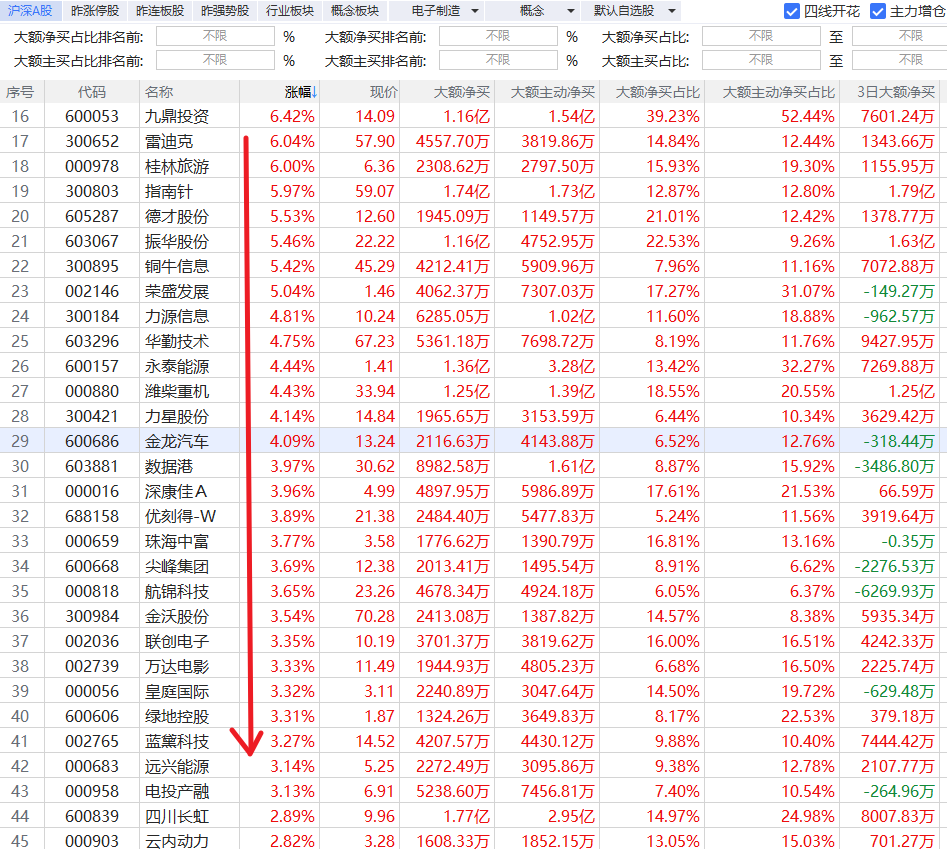 沪深A股 昨涨停股 昨连板股 昨强势股 行业板块 概念板块 电子制造 概念 默认自选股 四线开花 主力增仓
大额净买占比排名前: 不限 % 大额净买排名前: 不限 % 大额净买占比: 不限 至 不限
大额主买占比排名前: 不限 % 大额主买排名前: 不限 % 大额主买占比: 不限 至 不限
序号 代码 名称 涨幅↓ 现价 大额净买 大额主动净买 大额净买占比 大额主动净买占比 3日大额净买
16 600053 九鼎投资 6.42% 14.09 1.16亿 1.54亿 39.23% 52.44% 7601.24万
17 300652 雷迪克 6.04% 57.90 4557.70万 3819.86万 14.84% 12.44% 1343.66万
18 000978 桂林旅游 6.00% 6.36 2308.62万 2797.50万 15.93% 19.30% 1155.95万
19 300803 指南针 5.97% 59.07 1.74亿 1.73亿 12.87% 12.80% 1.79亿
20 605287 德才股份 5.53% 12.60 1945.09万 1149.57万 21.01% 12.42% 1378.77万
21 603067 振华股份 5.46% 22.22 1.16亿 4752.95万 22.53% 9.26% 1.63亿
22 300895 铜牛信息 5.42% 45.29 4212.41万 5909.96万 7.96% 11.16% 7072.88万
23 002146 荣盛发展 5.04% 1.46 4062.37万 7307.03万 17.27% 31.07% -149.27万
24 300184 力源信息 4.81% 10.24 6285.05万 1.02亿 11.60% 18.88% -962.57万
25 603296 华勤技术 4.75% 67.23 5361.18万 7698.72万 8.19% 11.76% 9427.95万
26 600157 永泰能源 4.44% 1.41 1.36亿 3.28亿 13.42% 32.27% 7269.88万
27 000880 潍柴重机 4.43% 33.94 1.25亿 1.39亿 18.55% 20.55% 1.25亿
28 300421 力星股份 4.14% 14.84 1965.65万 3153.59万 6.44% 10.34% 3629.42万
29 600686 金龙汽车 4.09% 13.24 2116.63万 4143.88万 6.52% 12.76% -318.44万
30 603881 数据港 3.97% 30.62 8982.58万 1.61亿 8.87% 15.92% -3486.80万
31 000016 深康佳A 3.96% 4.99 4897.95万 5986.89万 17.61% 21.53% 66.59万
32 688158 优刻得-W 3.89% 21.38 2484.40万 5477.83万 5.24% 11.56% 3919.64万
33 000659 珠海中富 3.77% 3.58 1776.62万 1390.79万 16.81% 13.16% -0.35万
34 600668 尖峰集团 3.69% 12.38 2013.41万 1495.54万 8.91% 6.62% -2276.53万
35 000818 航锦科技 3.65% 23.26 4678.34万 4924.18万 6.05% 6.37% -6269.93万
36 300984 金沃股份 3.54% 70.28 2413.08万 1387.82万 14.57% 8.38% 5935.34万
37 002036 联创电子 3.35% 10.19 3701.37万 3819.62万 16.00% 16.51% 4242.33万
38 002739 万达电影 3.33% 11.49 1944.93万 4805.23万 6.68% 16.50% 2225.74万
39 000056 皇庭国际 3.32% 3.11 2240.89万 3047.64万 14.50% 19.72% -629.48万
40 600606 绿地控股 3.31% 1.87 1324.26万 3649.83万 8.17% 22.53% 379.18万
41 002765 蓝黛科技 3.27% 14.52 4207.57万 4430.12万 9.88% 10.40% 7444.42万
42 000683 远兴能源 3.14% 5.25 2272.49万 3095.86万 9.38% 12.78% 2107.77万
43 000958 电投产融 3.13% 6.91 5238.60万 7456.81万 7.40% 10.54% -264.96万
44 600839 四川长虹 2.89% 9.96 1.77亿 2.95亿 14.97% 24.98% 8007.83万
45 000903 云内动力 2.82% 3.28 1608.33万 1852.15万 13.05% 15.03% 701.27万